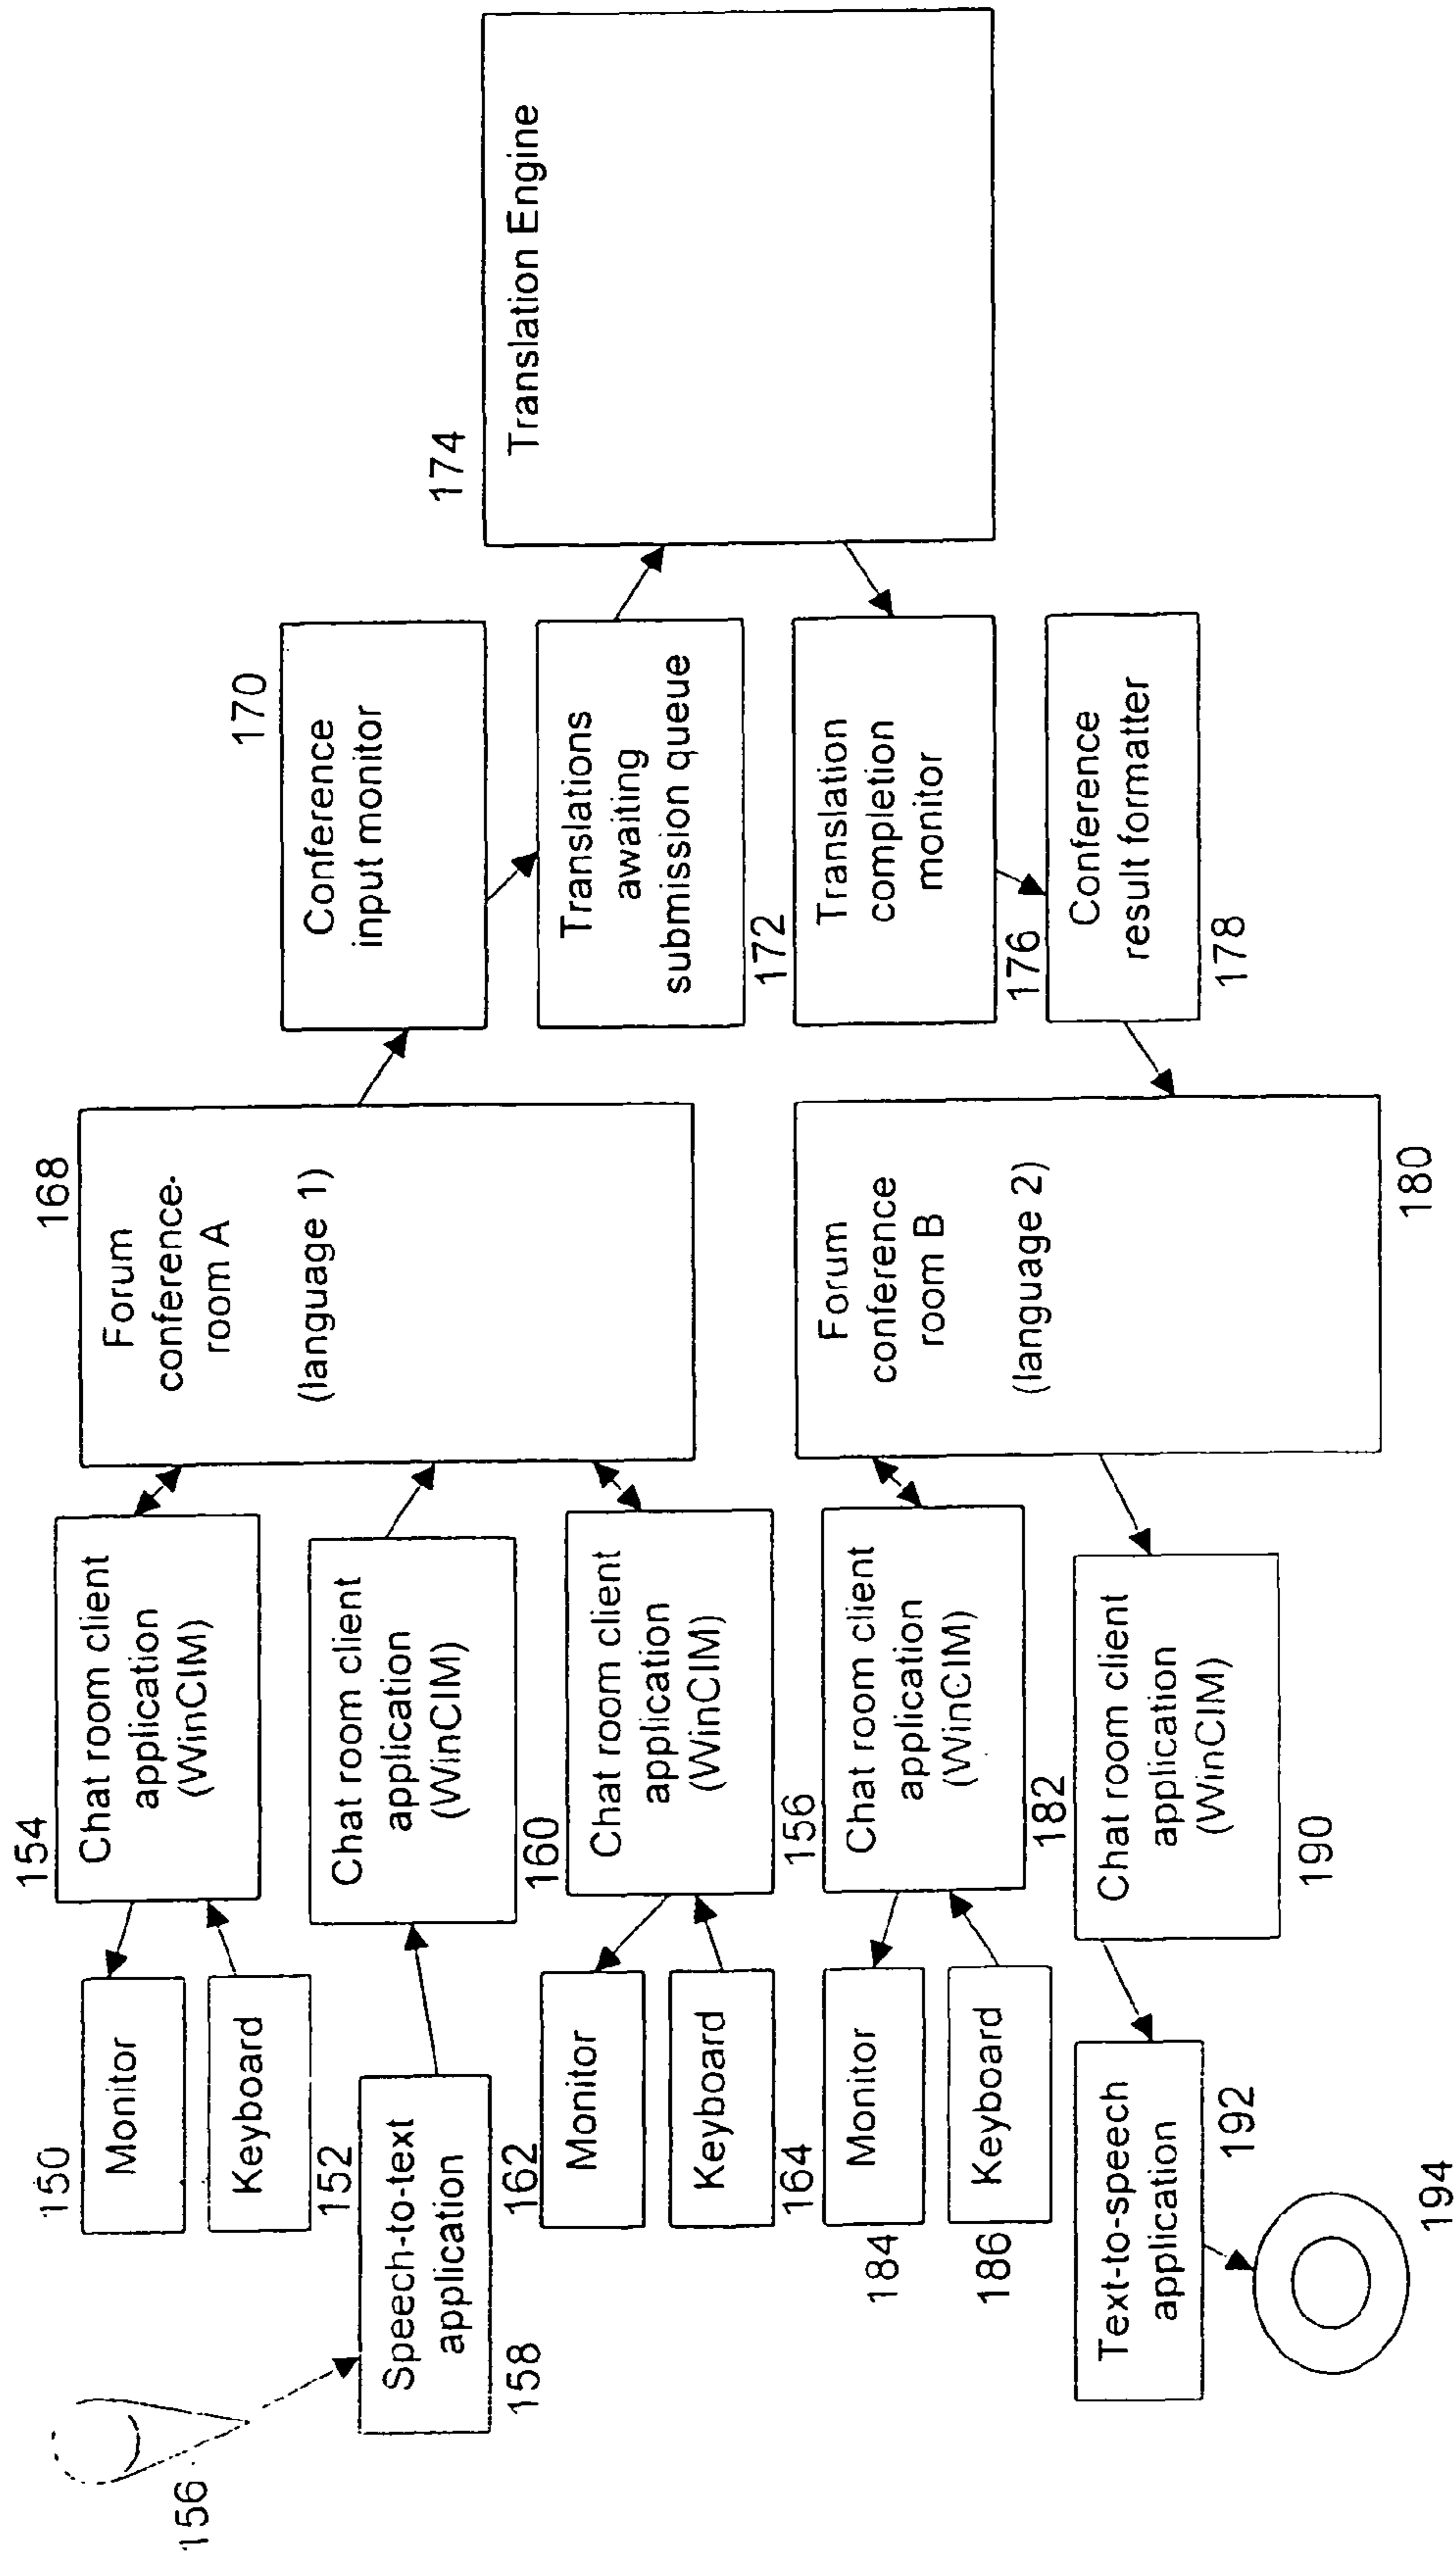 156
150
Monitor
Keyboard
152
Speech-to-text
application
158
162
Monitor
Keyboard
164
Monitor
184
Keyboard
186
Text-to-speech
application
192
194
154
Chat room client
application
(WinCIM)
Chat room client
application
(WinCIM)
160
Chat room client
application
(WinCIM)
156
Chat room client
application
(WinCIM)
182
Chat room client
application
(WinCIM)
190
168
Forum
conference-
room A
(language 1)
Forum
conference
room B
(language 2)
180
170
Conference
input monitor
Translations
awaiting
submission queue
172
Translation
completion
monitor
176
Conference
result formatter
178
174
Translation Engine